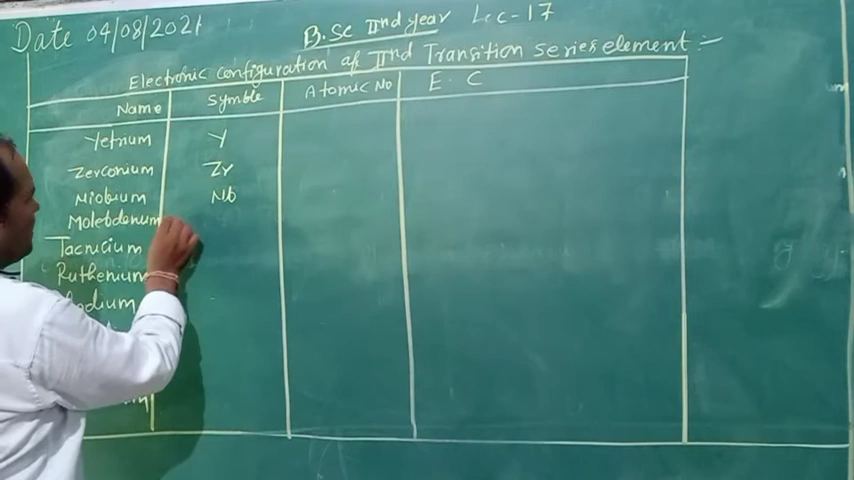 Date 04/08/2021
B.Sc IInd year Lec-17
Electronic configuration of IInd Transition series element:-
Name Symble Atomic No E.C
Yetnum Y
Zerconium Zr
Niobium Nb
Molebdenum
Tacnicium
Ruthenium